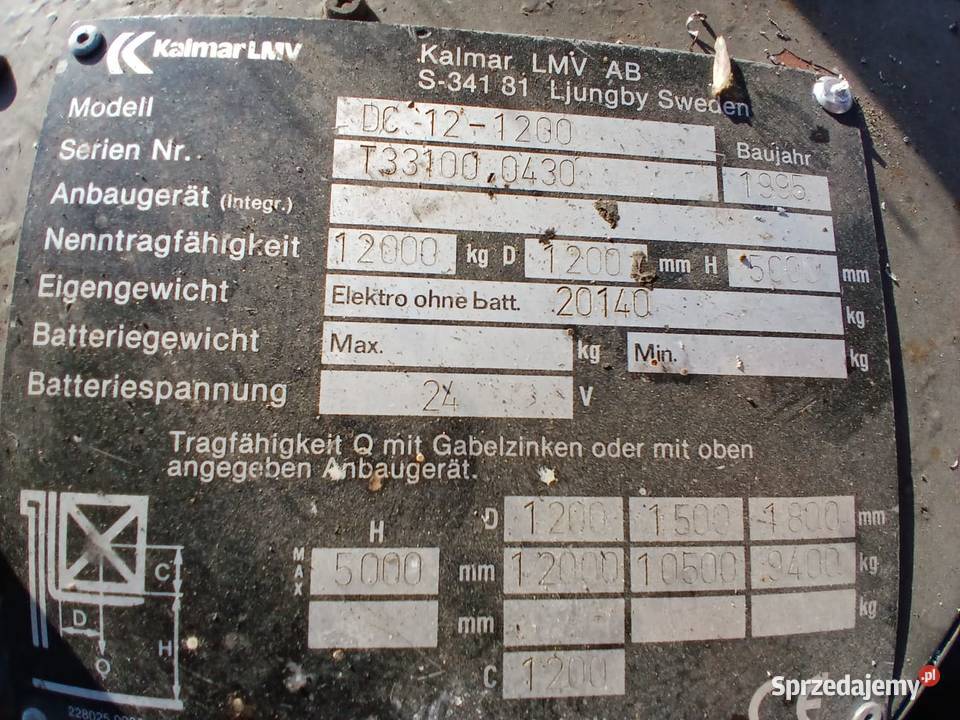 Kalmar LMV
Kalmar LMV AB
S-341 81 Ljungby Sweden
Modell DC 12-1200
Serien Nr. T33100,0430 Baujahr 1995
Anbaugerät (Integr.)
Nenntragfähigkeit 12000 kg D 1200 mm H 5000 mm
Eigengewicht Elektro ohne Batt. 20140 kg
Batteriegewicht Max. kg Min. kg
Batteriespannung 24 V
Tragfähigkeit Q mit Gabelzinken oder mit oben
angegeben Anbaugerät.
H D 1200 1500 1800 mm
MAX 5000 mm 12000 10500 9400 kg
mm kg
C 1200
C
D
H
Q
CE
Sprzedajemy.pl